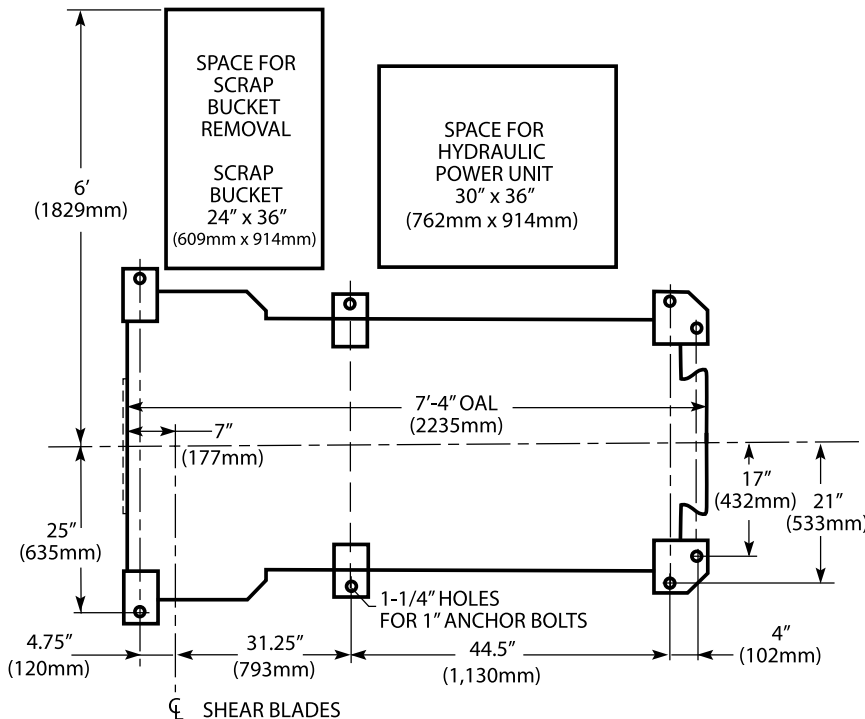 SPACE FOR
SCRAP
BUCKET
REMOVAL
SCRAP
BUCKET
24” x 36”
(609mm x 914mm)
SPACE FOR
HYDRAULIC
POWER UNIT
30” x 36”
(762mm x 914mm)
6’
(1829mm)
7’-4” OAL
(2235mm)
7”
(177mm)
17”
(432mm)
21”
(533mm)
25”
(635mm)
1-1/4” HOLES
FOR 1” ANCHOR BOLTS
4.75”
(120mm)
31.25”
(793mm)
44.5”
(1,130mm)
4”
(102mm)
℄ SHEAR BLADES